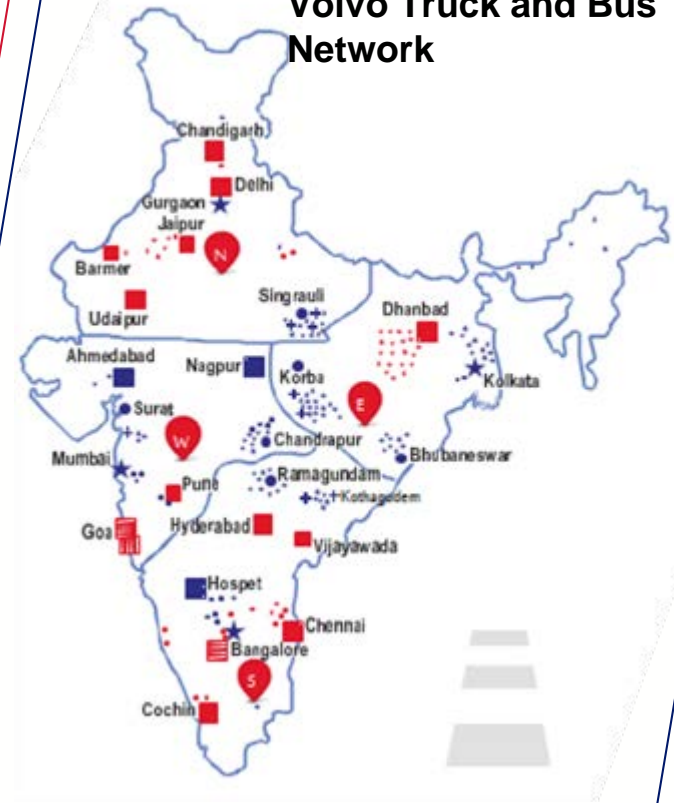 Volvo Truck and Bus
Network
Chandigarh
Delhi
Gurgaon
Jaipur
N
Barmer
Udaipur
Singrauli
Dhanbad
Ahmedabad
Nagpur
Korba
Kolkata
E
Surat
W
Chandrapur
Bhubaneswar
Mumbai
Ramagundam
Pune
Kothagudem
Goa
Hyderabad
Vijayawada
Hospet
Chennai
Bangalore
S
Cochin